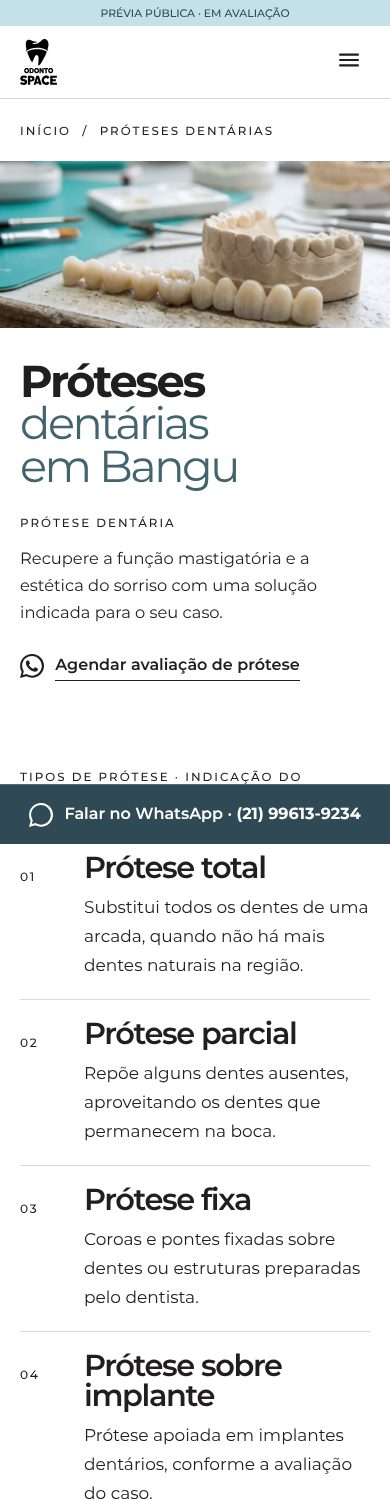 PRÉVIA PÚBLICA · EM AVALIAÇÃO
ODONTO
SPACE
INÍCIO / PRÓTESES DENTÁRIAS
Próteses
dentárias
em Bangu
PRÓTESE DENTÁRIA
Recupere a função mastigatória e a
estética do sorriso com uma solução
indicada para o seu caso.
Agendar avaliação de prótese
TIPOS DE PRÓTESE · INDICAÇÃO DO
Falar no WhatsApp · (21) 99613-9234
01 Prótese total
Substitui todos os dentes de uma
arcada, quando não há mais
dentes naturais na região.
02 Prótese parcial
Repõe alguns dentes ausentes,
aproveitando os dentes que
permanecem na boca.
03 Prótese fixa
Coroas e pontes fixadas sobre
dentes ou estruturas preparadas
pelo dentista.
04 Prótese sobre
implante
Prótese apoiada em implantes
dentários, conforme a avaliação
do caso.